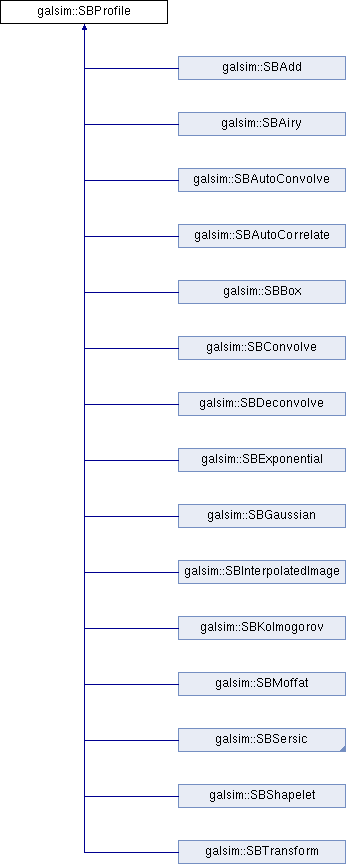 galsim::SBProfile
galsim::SBAdd
galsim::SBAiry
galsim::SBAutoConvolve
galsim::SBAutoCorrelate
galsim::SBBox
galsim::SBConvolve
galsim::SBDeconvolve
galsim::SBExponential
galsim::SBGaussian
galsim::SBInterpolatedImage
galsim::SBKolmogorov
galsim::SBMoffat
galsim::SBSersic
galsim::SBShapelet
galsim::SBTransform